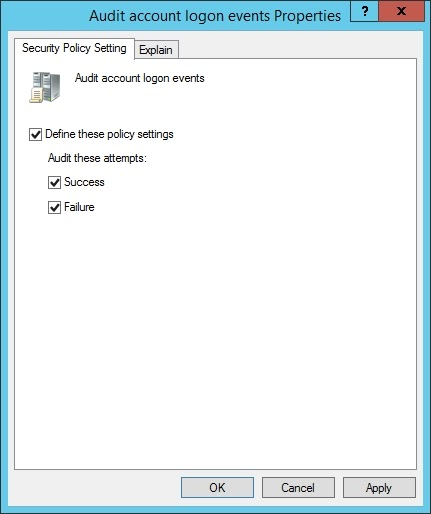 Audit account logon events Properties
? x
Security Policy Setting Explain
Audit account logon events
Define these policy settings
Audit these attempts:
Success
Failure
OK Cancel Apply